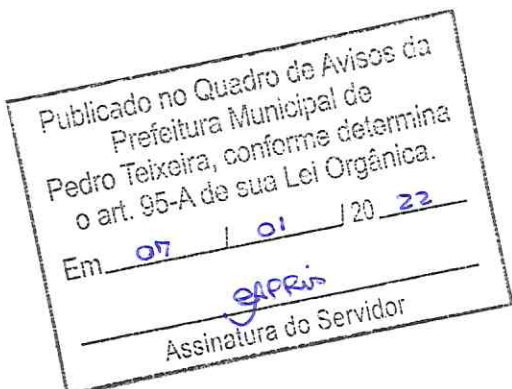 Publicado no Quadro de Avisos da
Prefeitura Municipal de
Pedro Teixeira, conforme determina
o art. 95-A de sua Lei Orgânica.
Em 07 / 01 / 20 22
Assinatura do Servidor